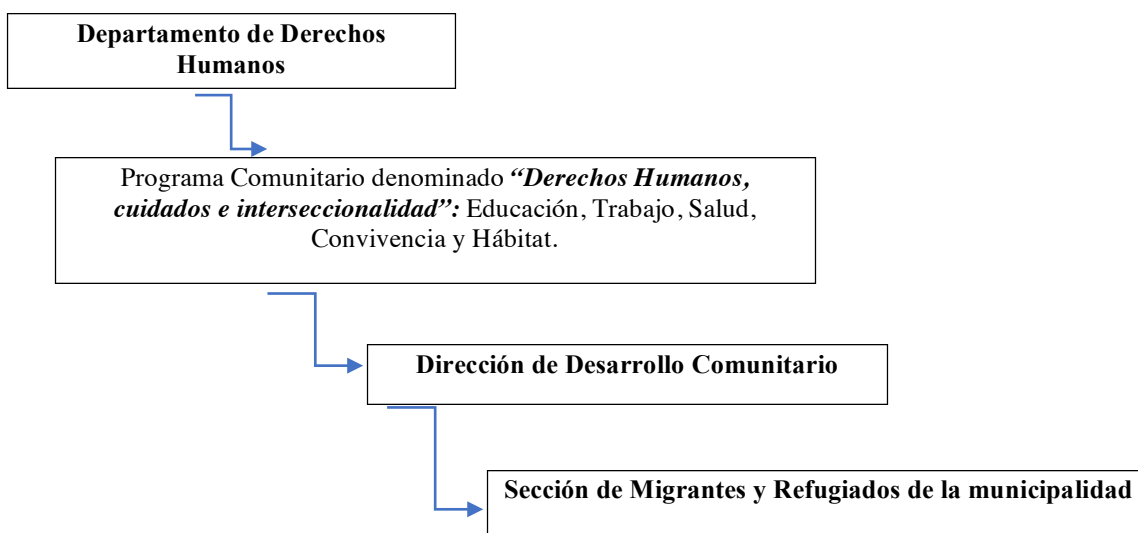 Departamento de Derechos
Humanos
Programa Comunitario denominado “Derechos Humanos,
cuidados e interseccionalidad”: Educación, Trabajo, Salud,
Convivencia y Hábitat.
Dirección de Desarrollo Comunitario
Sección de Migrantes y Refugiados de la municipalidad